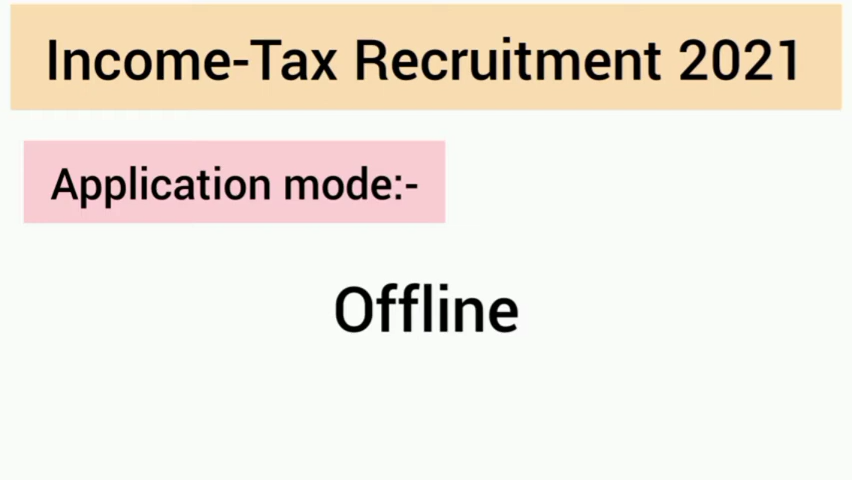 Income-Tax Recruitment 2021
Application mode:-
Offline